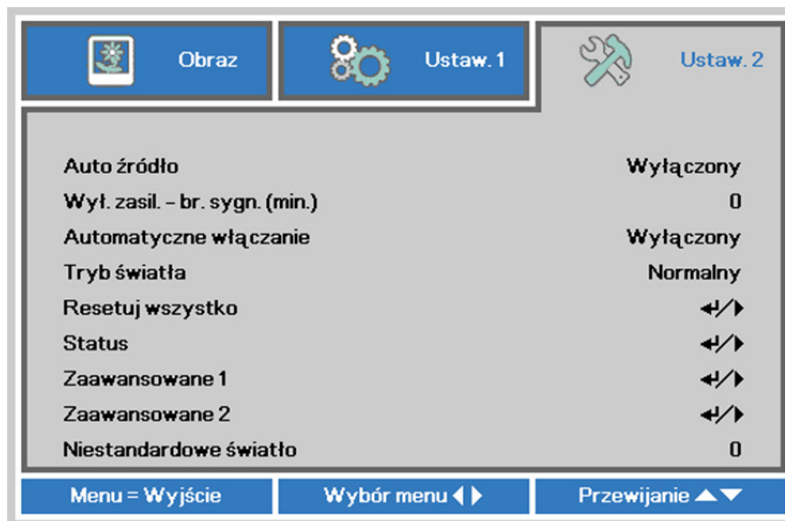 Obraz
Ustaw. 1
Ustaw. 2
Auto źródło Wyłączony
Wył. zasil. – br. sygn. (min.) 0
Automatyczne włączanie Wyłączony
Tryb światła Normalny
Resetuj wszystko ↵/▶
Status ↵/▶
Zaawansowane 1 ↵/▶
Zaawansowane 2 ↵/▶
Niestandardowe światło 0
Menu = Wyjście
Wybór menu ◀▶
Przewijanie ▲▼